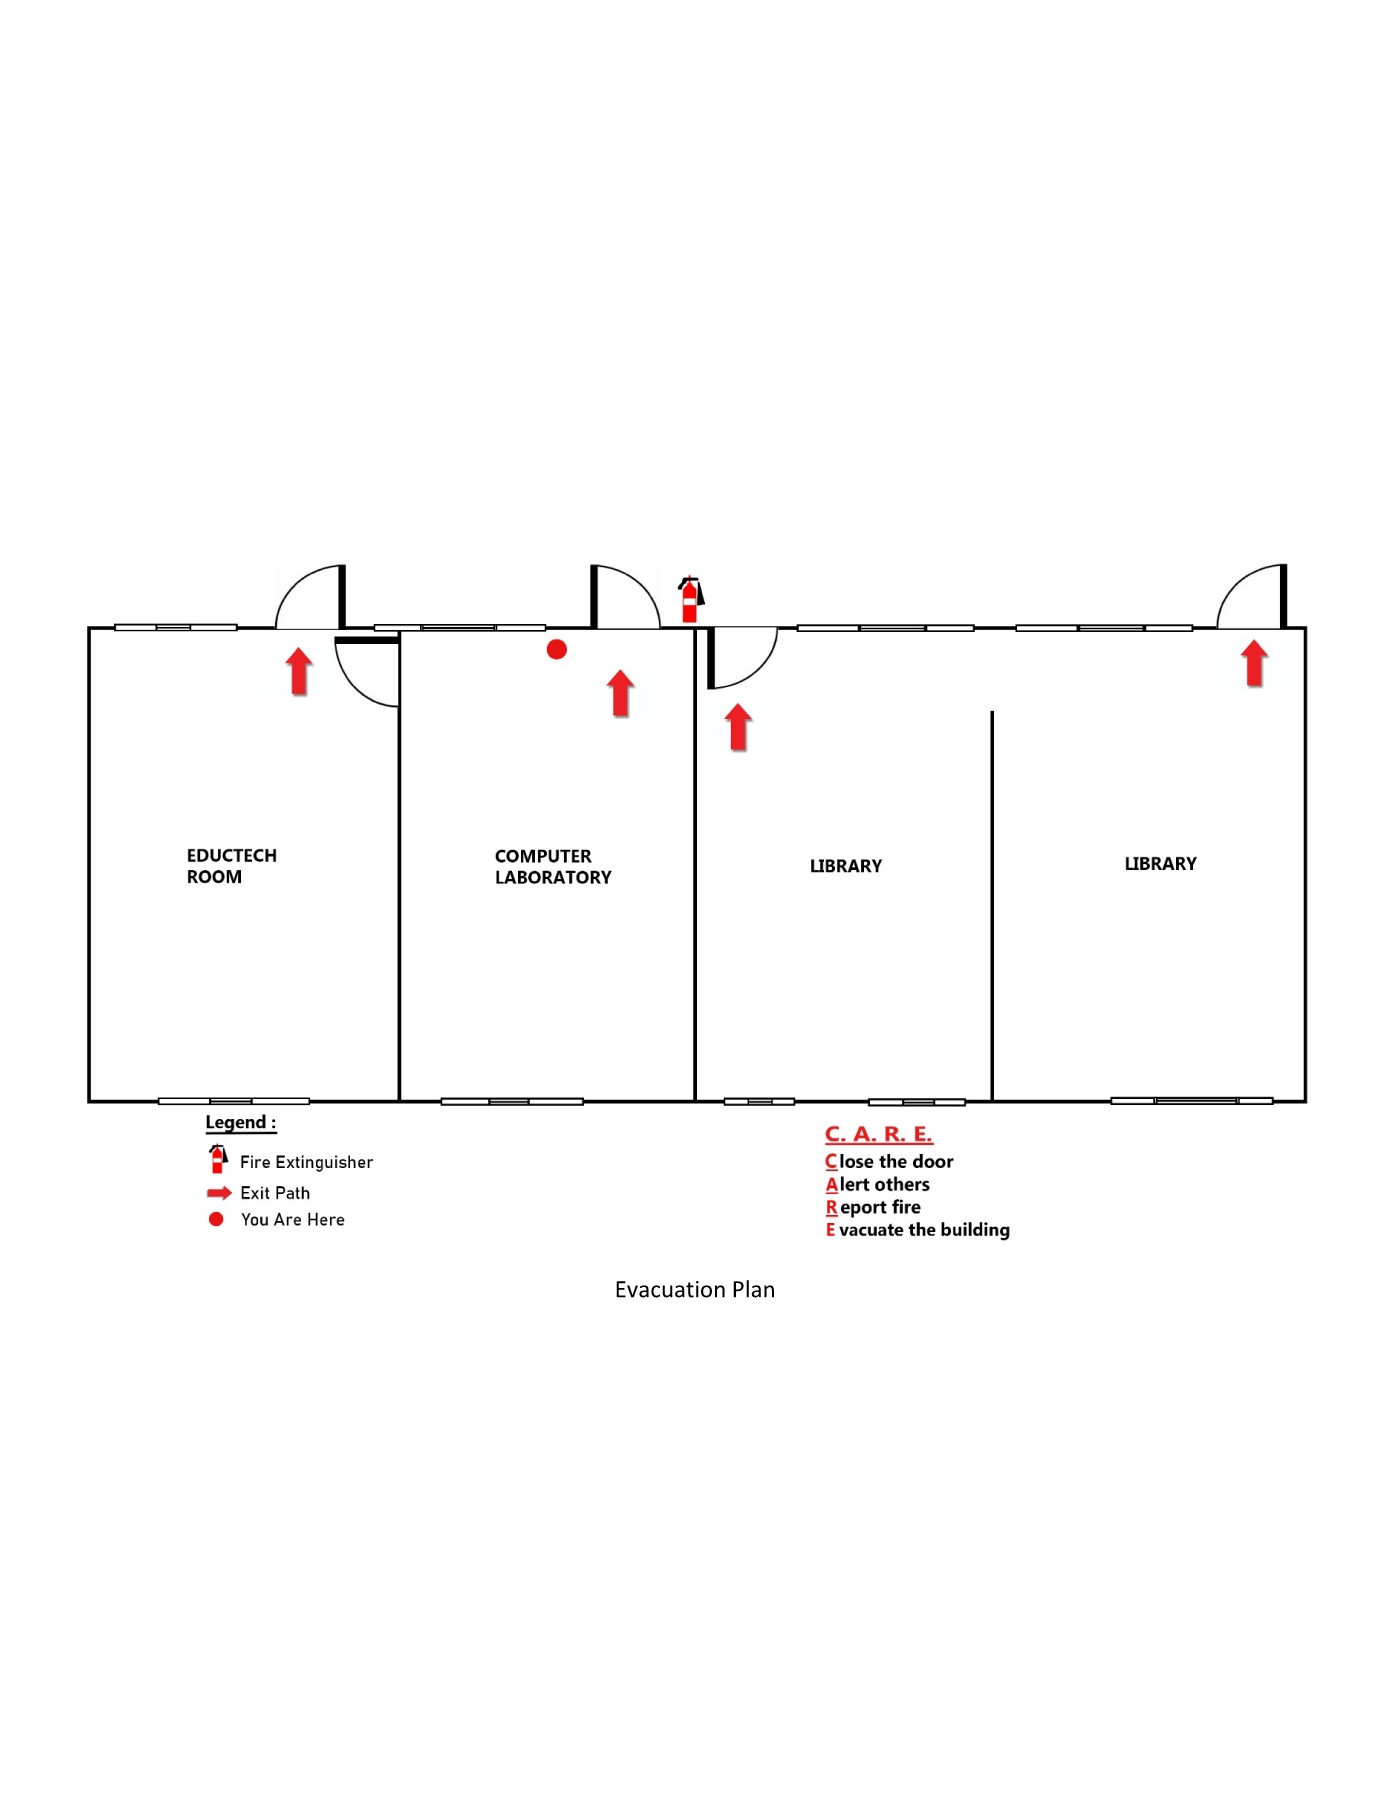 EDUCTECH
ROOM
COMPUTER
LABORATORY
LIBRARY
LIBRARY
Legend :
Fire Extinguisher
Exit Path
You Are Here
C. A. R. E.
Close the door
Alert others
Report fire
Evacuate the building
Evacuation Plan